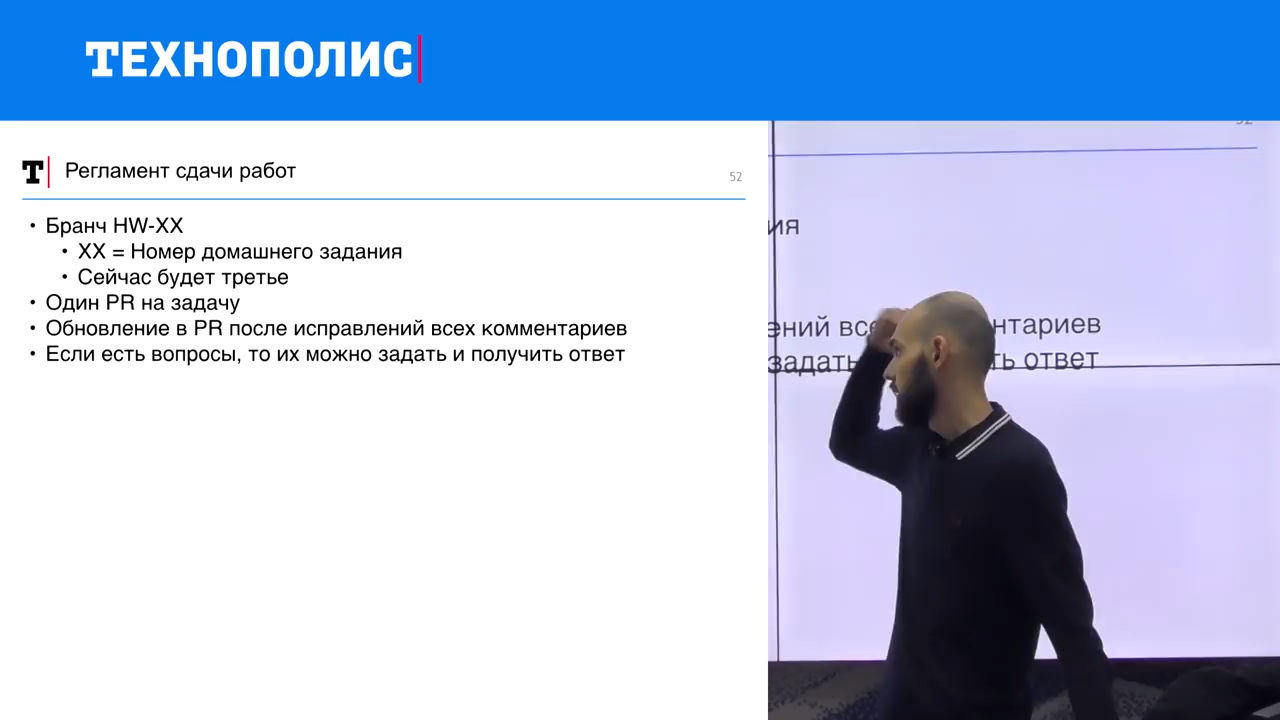 ТЕХНОПОЛИС
Т Регламент сдачи работ
52
• Бранч HW-XX
• XX = Номер домашнего задания
• Сейчас будет третье
• Один PR на задачу
• Обновление в PR после исправлений всех комментариев
• Если есть вопросы, то их можно задать и получить ответ
52
ия
ений все нтариев
задать ть ответ